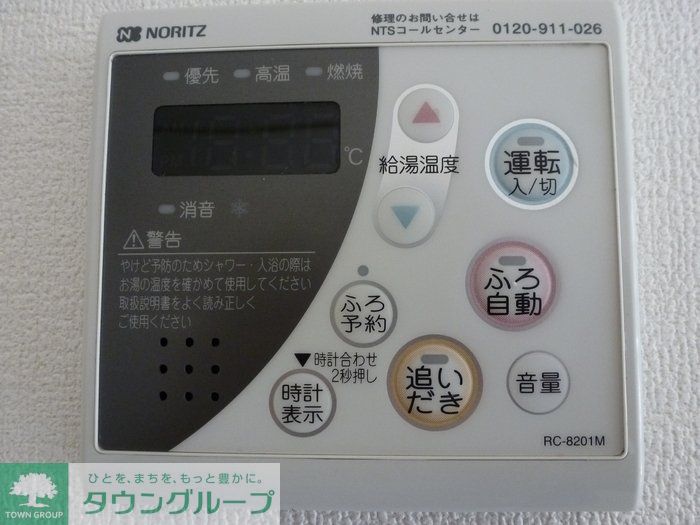 NORITZ
修理のお問い合せは
NTSコールセンター 0120-911-026
優先 高温 燃焼
℃
給湯温度
運転
入/切
消音
警告
やけど予防のためシャワー・入浴の際は
お湯の温度を確かめて使用してください
取扱説明書をよく読み正しく
ご使用ください
ふろ
自動
ふろ
予約
▼時計合わせ
2秒押し
時計
表示
追い
だき
音量
RC-8201M
ひとを、まちを、もっと豊かに。
タウングループ
TOWN GROUP